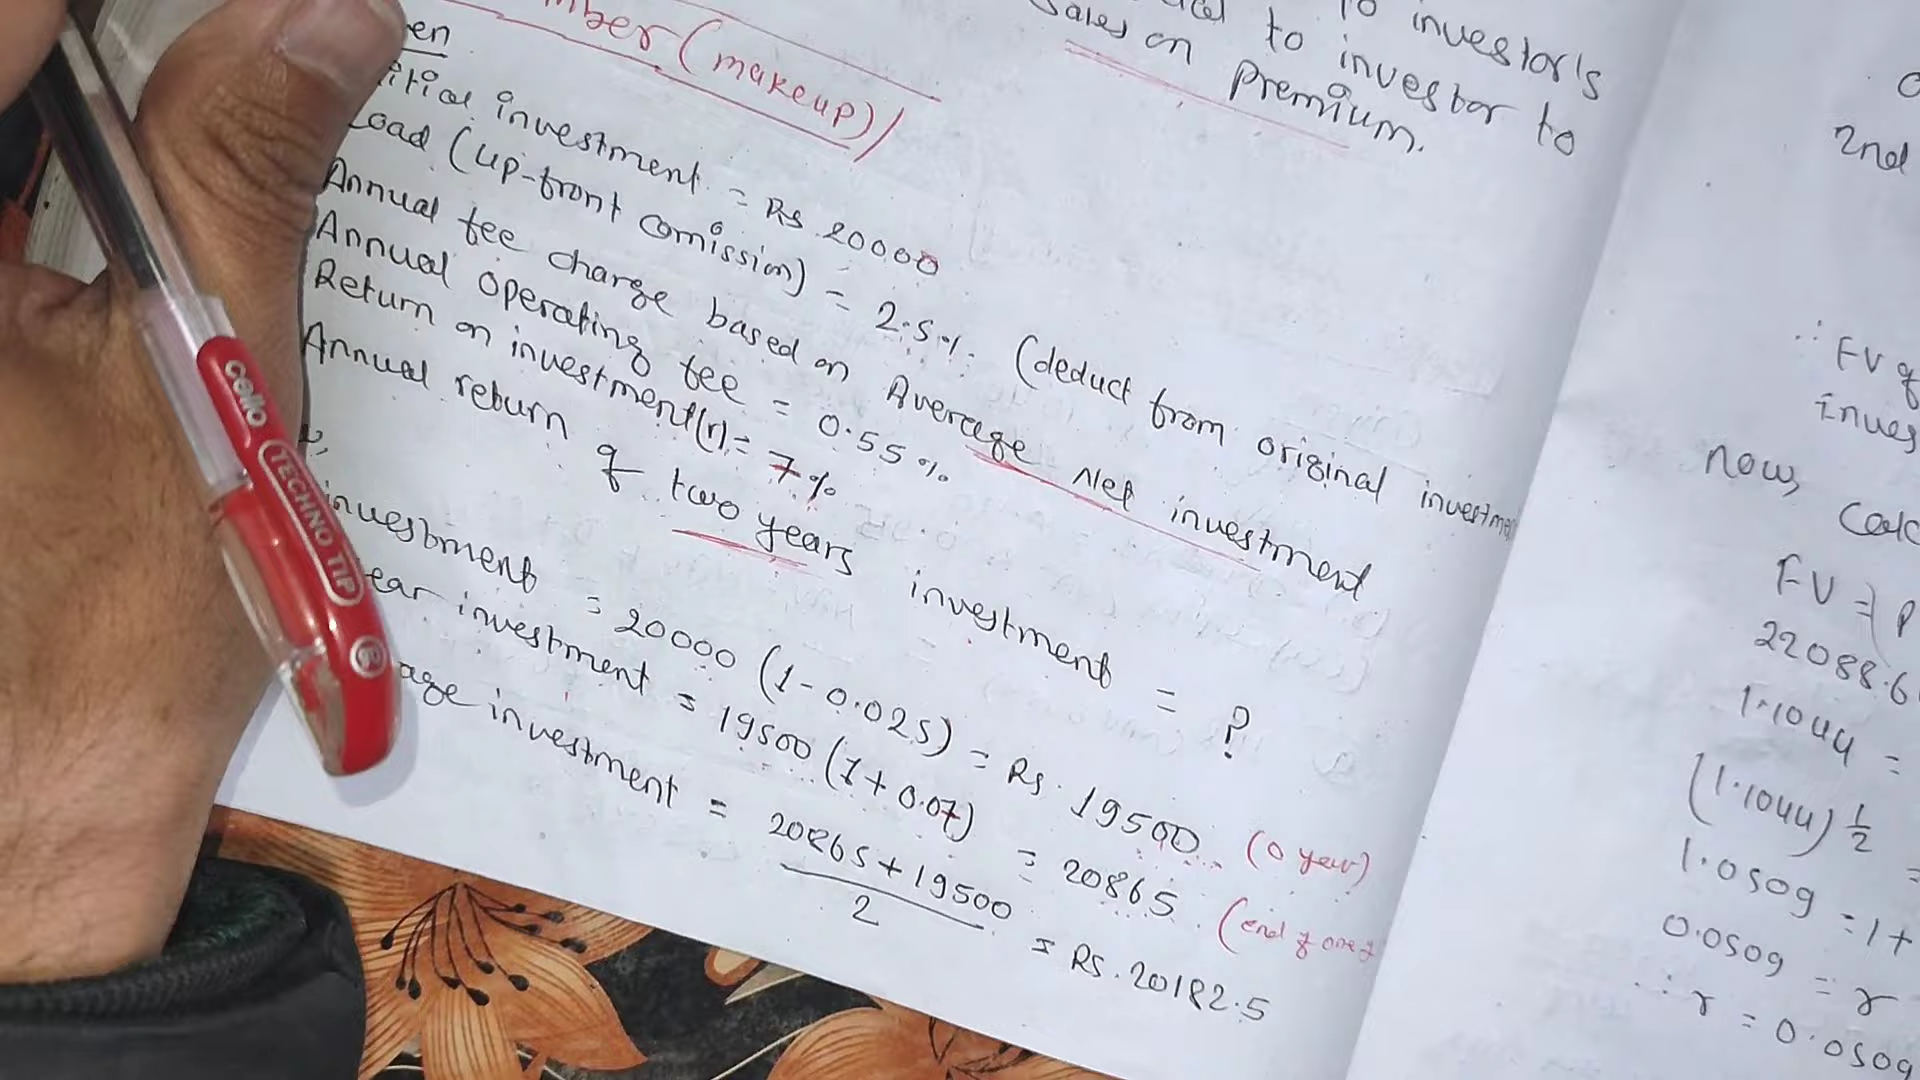 (makeup)/
itial investment = Rs 20000
Load (up-front comission) = 2.5%. (deduct from original investmen
Annual fee charge based on Average Net investment
Annual operating fee = 0.55%
Return on investment(r) = 7%
Annual return of two years investment = ?
investment = 20000 (1-0.025) = Rs. 19500 (0 year)
ear investment = 19500 (1+0.07) = 20865 (end of one y
age investment = 20865+19500
2
= Rs. 20182.5
to investor's
to investor to
Sales on premium.
2nd
∴ FV of
inves
now, calc
FV = P
22088.6
1.1044 =
(1.1044) 1/2 =
1.0509 = 1+
0.0509 = r
∴ r = 0.0509
cello
TECHNO TIP